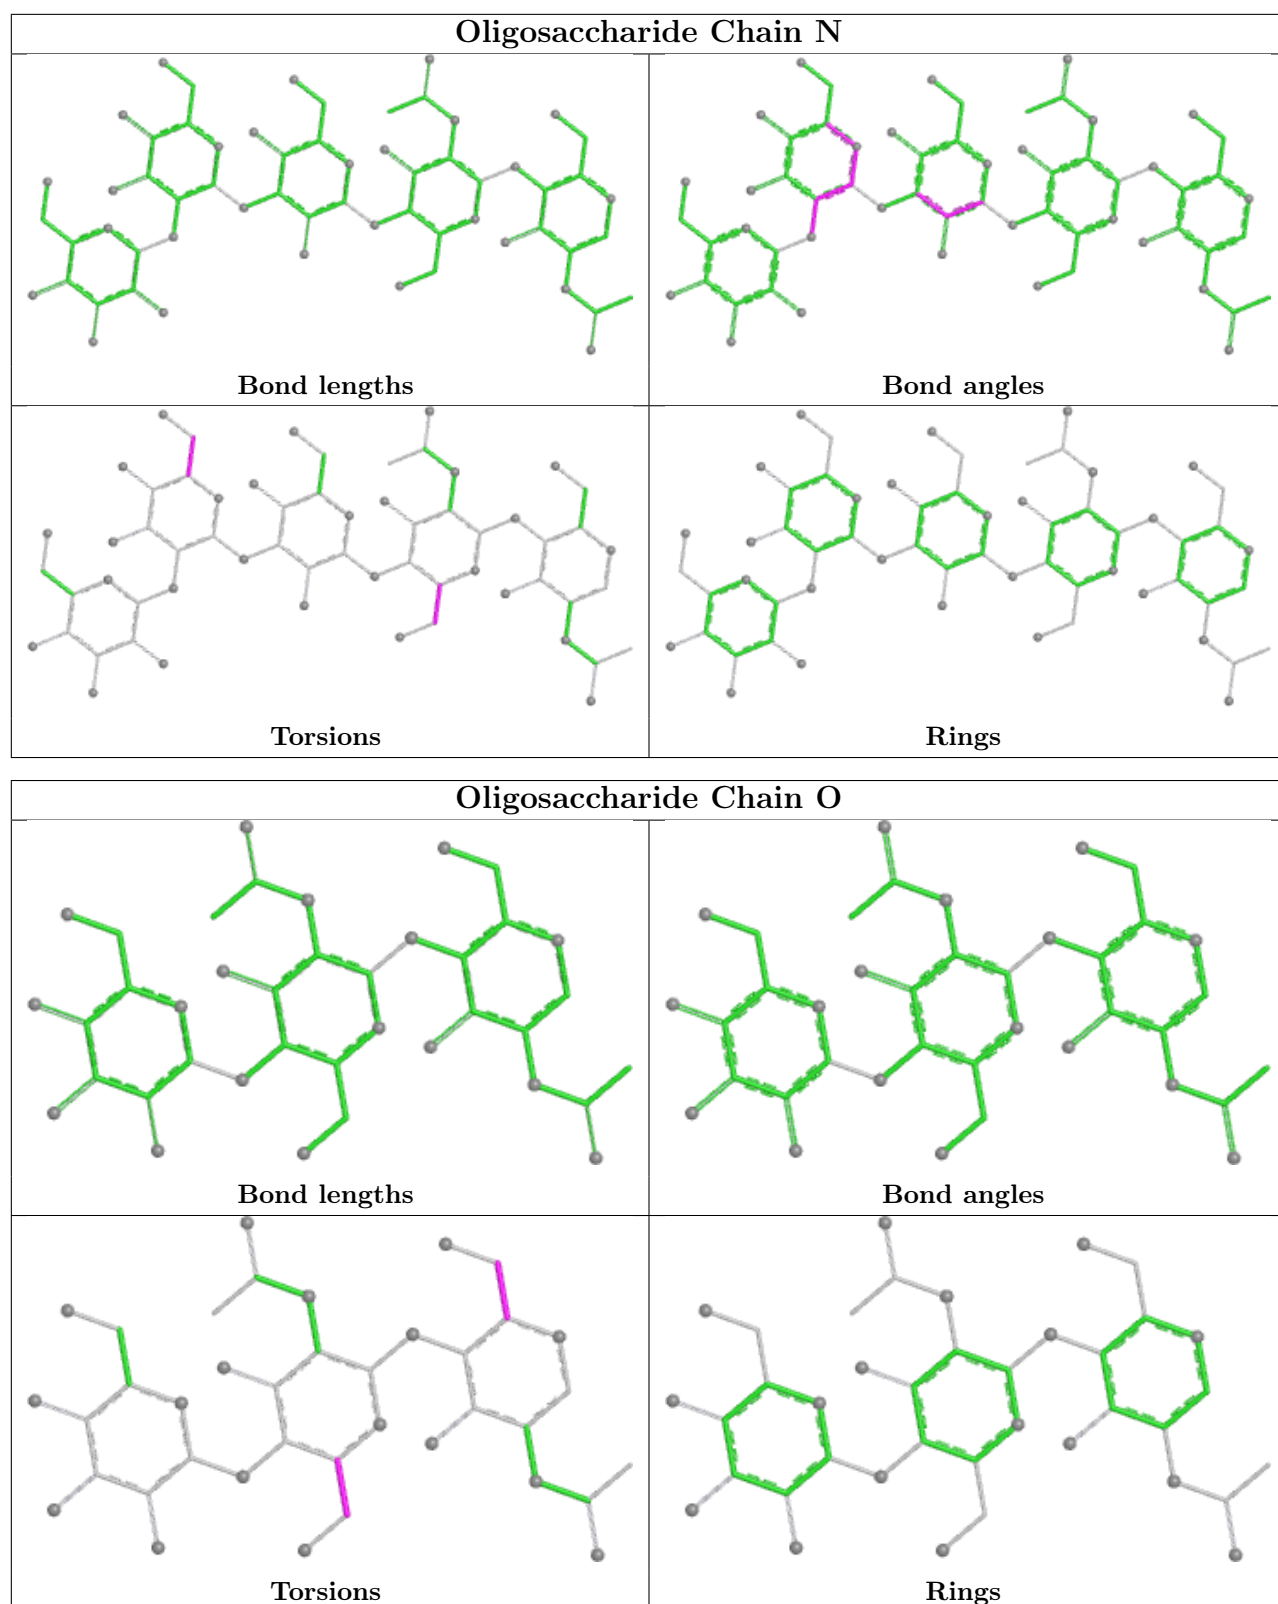 Oligosaccharide Chain N
Bond lengths
Bond angles
Torsions
Rings
Oligosaccharide Chain O
Bond lengths
Bond angles
Torsions
Rings